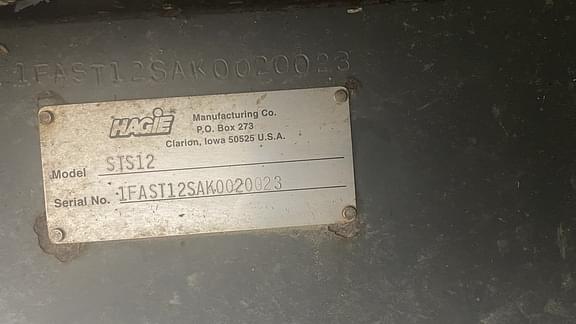 1FAST12SAK0020023
HAGIE Manufacturing Co.
P.O. Box 273
Clarion, Iowa 50525 U.S.A.
Model STS12
Serial No. 1FAST12SAK0020023